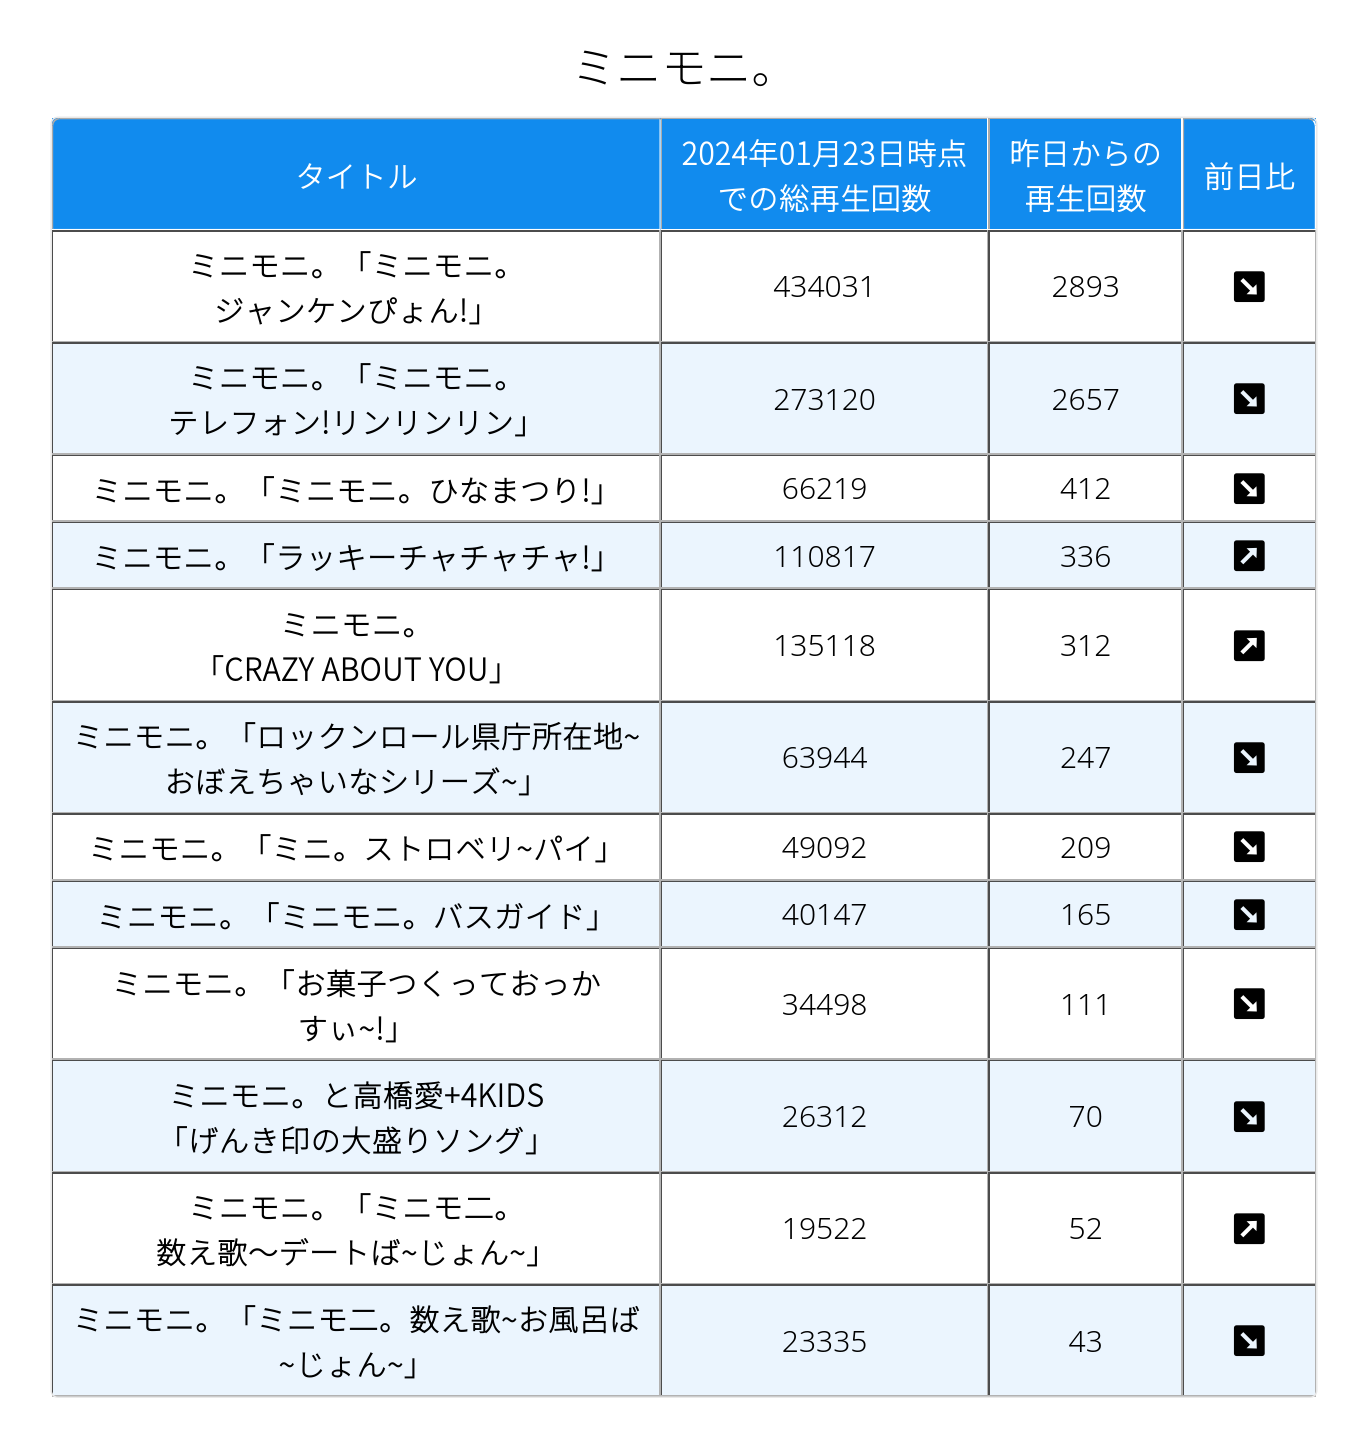 ミニモニ。
タイトル
2024年01月23日時点
での総再生回数
昨日からの
再生回数
前日比
ミニモニ。「ミニモニ。
ジャンケンぴょん!」
434031
2893
ミニモニ。「ミニモニ。
テレフォン!リンリンリン」
273120
2657
ミニモニ。「ミニモニ。ひなまつり!」
66219
412
ミニモニ。「ラッキーチャチャチャ!」
110817
336
ミニモニ。
「CRAZY ABOUT YOU」
135118
312
ミニモニ。「ロックンロール県庁所在地~
おぼえちゃいなシリーズ~」
63944
247
ミニモニ。「ミニ。ストロベリ~パイ」
49092
209
ミニモニ。「ミニモニ。バスガイド」
40147
165
ミニモニ。「お菓子つくっておっか
すぃ~!」
34498
111
ミニモニ。と高橋愛+4KIDS
「げんき印の大盛りソング」
26312
70
ミニモニ。「ミニモ二。
数え歌〜デートば~じょん~」
19522
52
ミニモニ。「ミニモ二。数え歌~お風呂ば
~じょん~」
23335
43